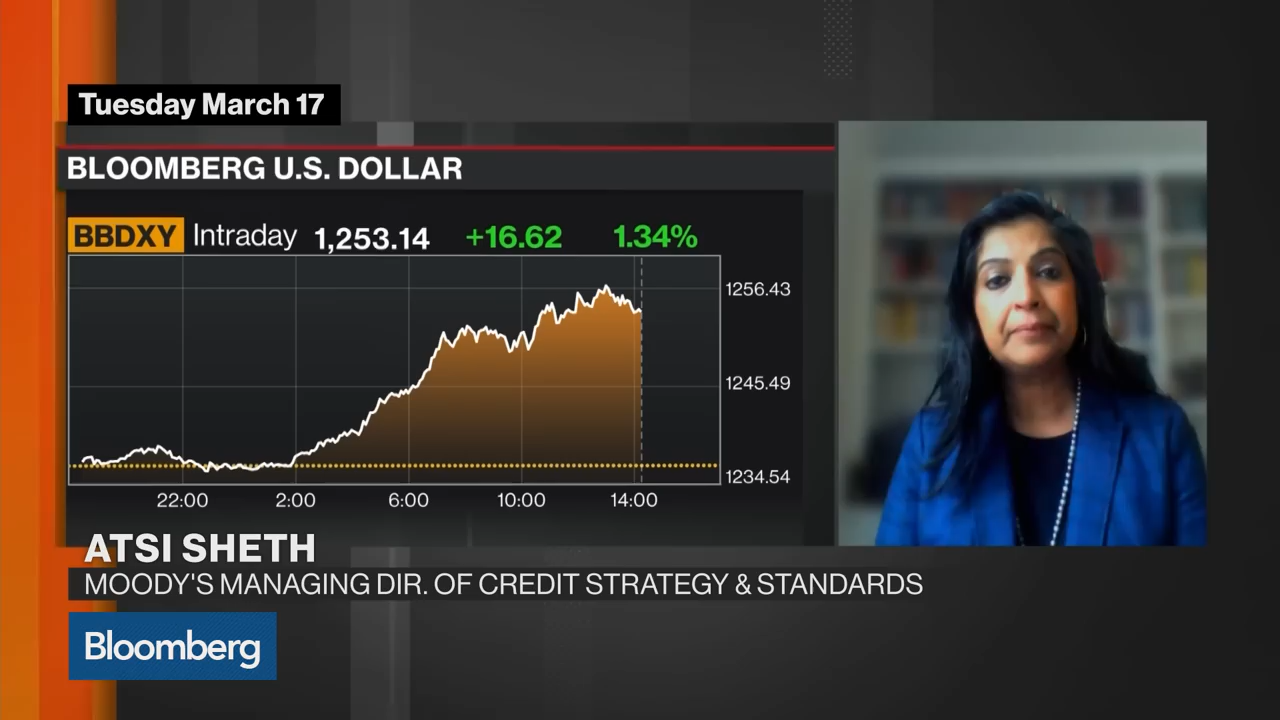 Tuesday March 17
BLOOMBERG U.S. DOLLAR
BBDXY Intraday 1,253.14 +16.62 1.34%
1256.43
1245.49
1234.54
22:00 2:00 6:00 10:00 14:00
ATSI SHETH
MOODY'S MANAGING DIR. OF CREDIT STRATEGY & STANDARDS
Bloomberg